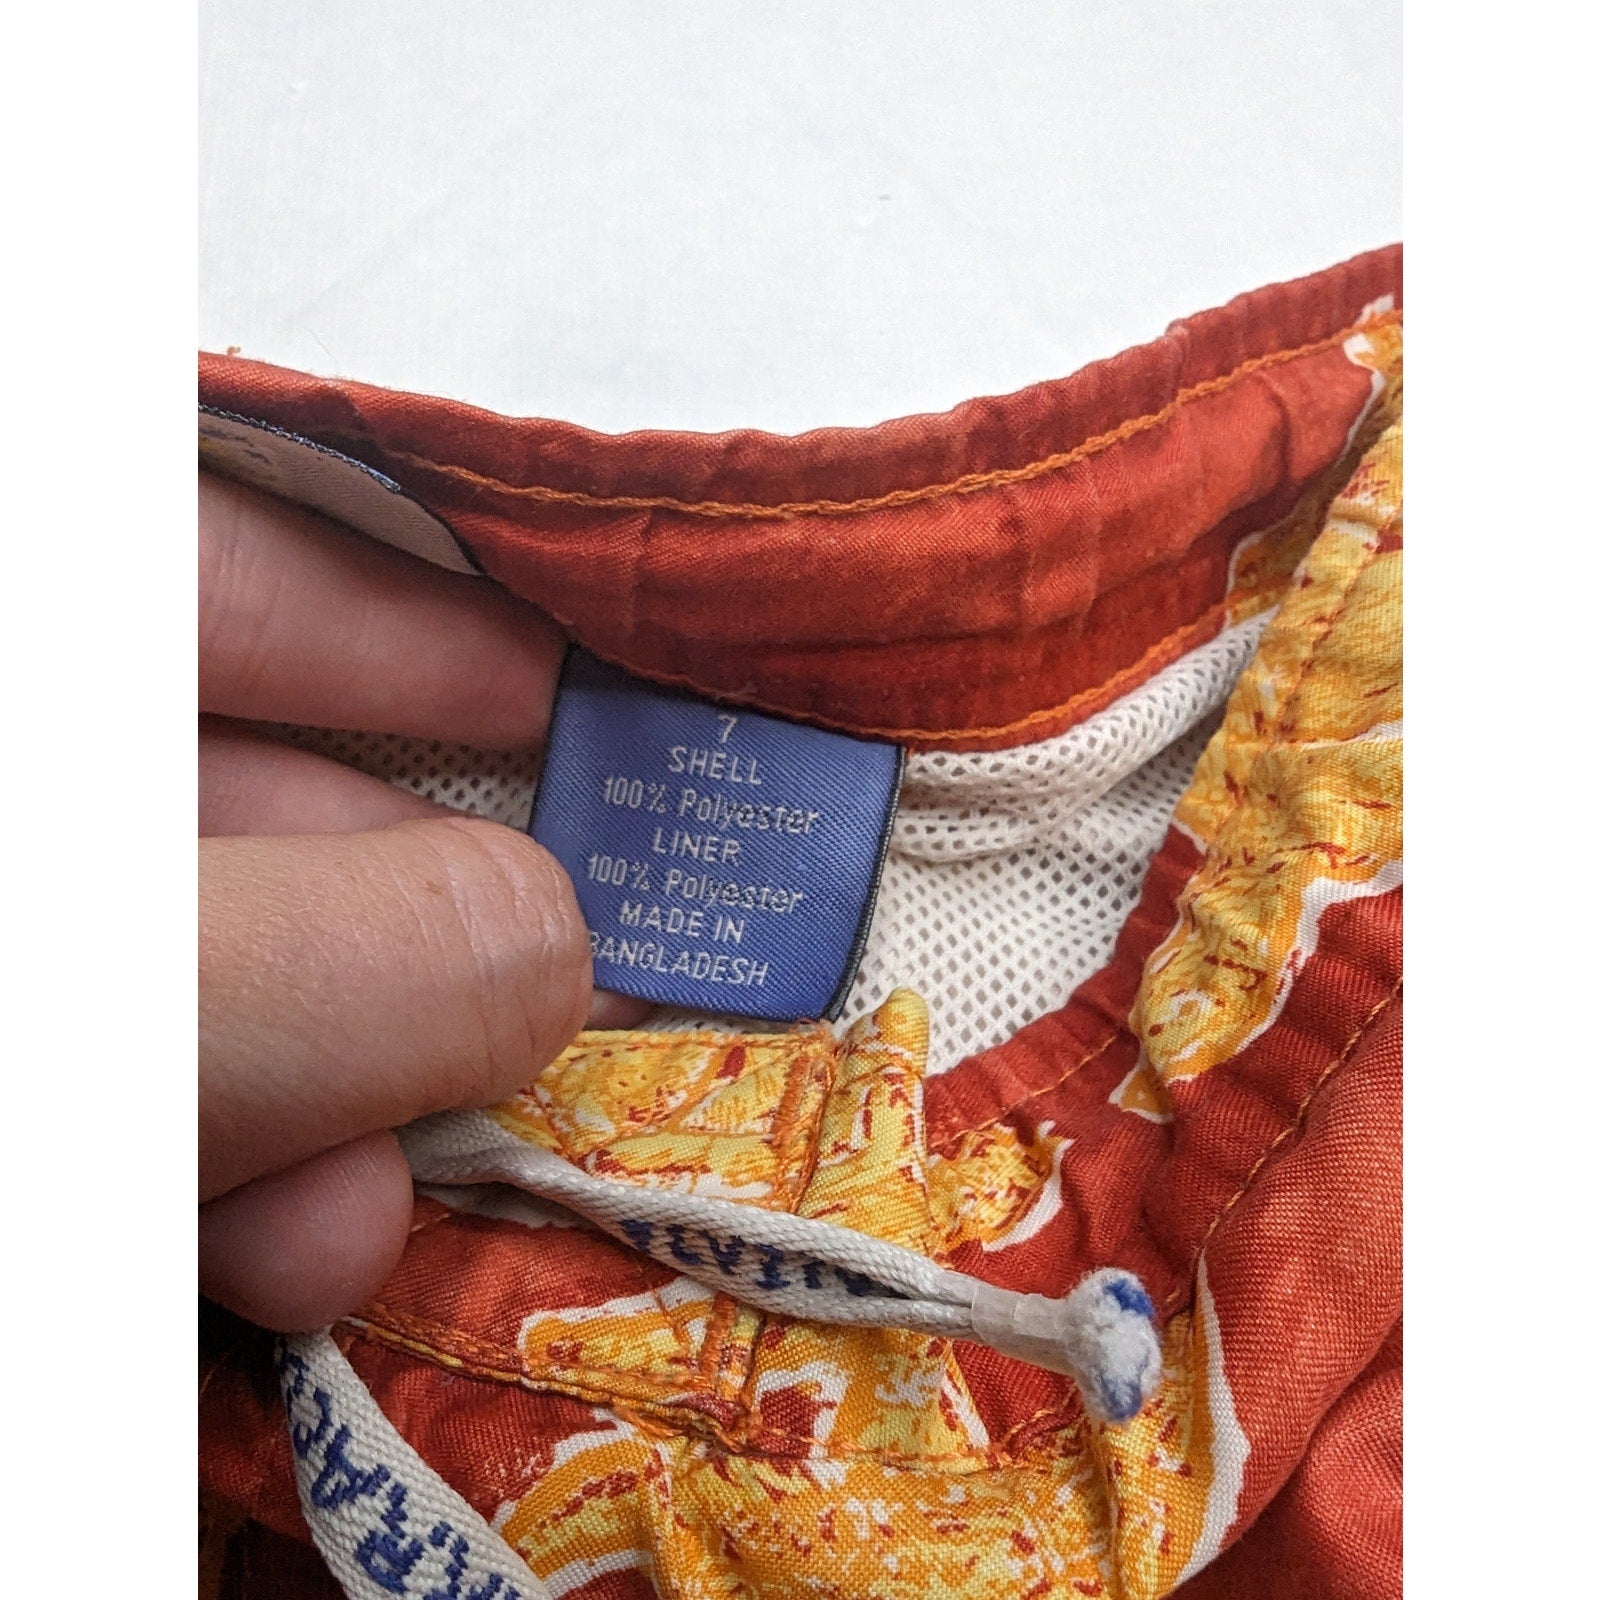 7
SHELL
100% Polyester
LINER
100% Polyester
MADE IN
BANGLADESH